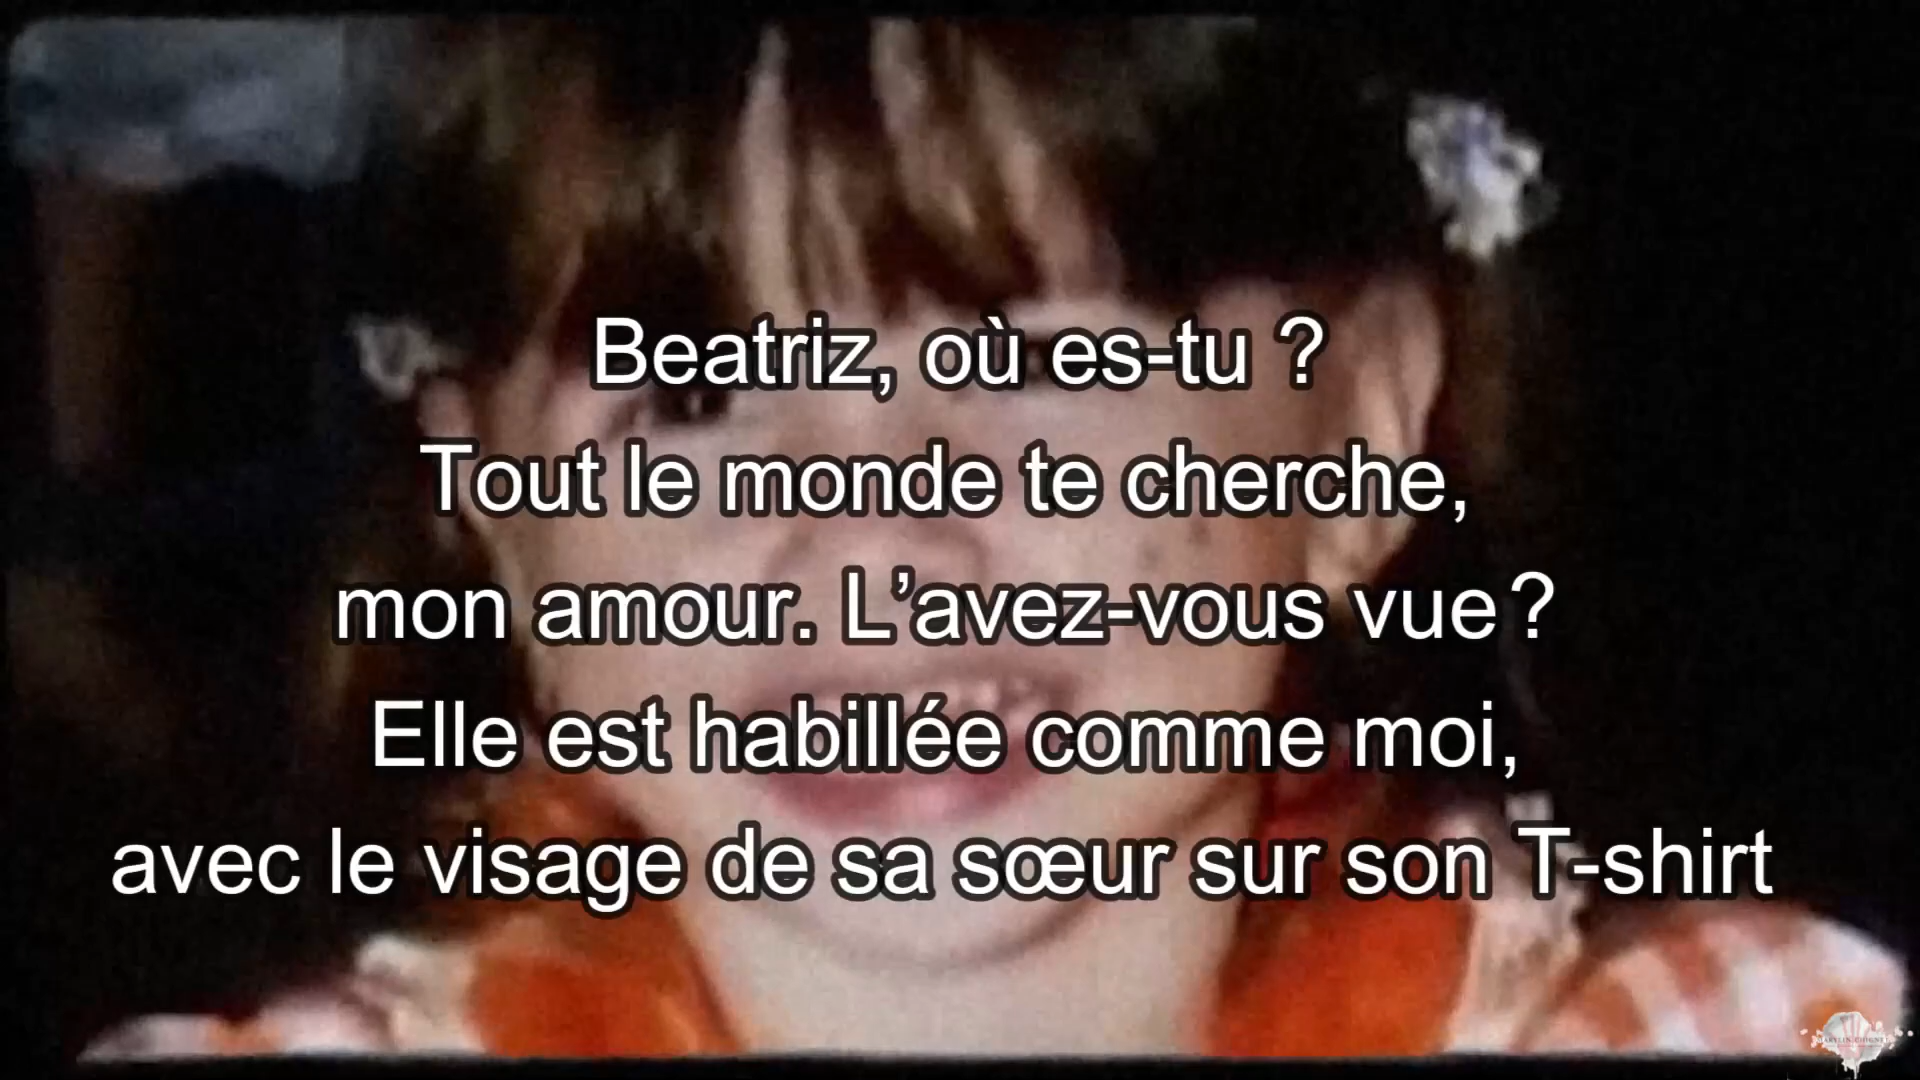 Beatriz, où es-tu ?
Tout le monde te cherche,
mon amour. L’avez-vous vue ?
Elle est habillée comme moi,
avec le visage de sa sœur sur son T-shirt